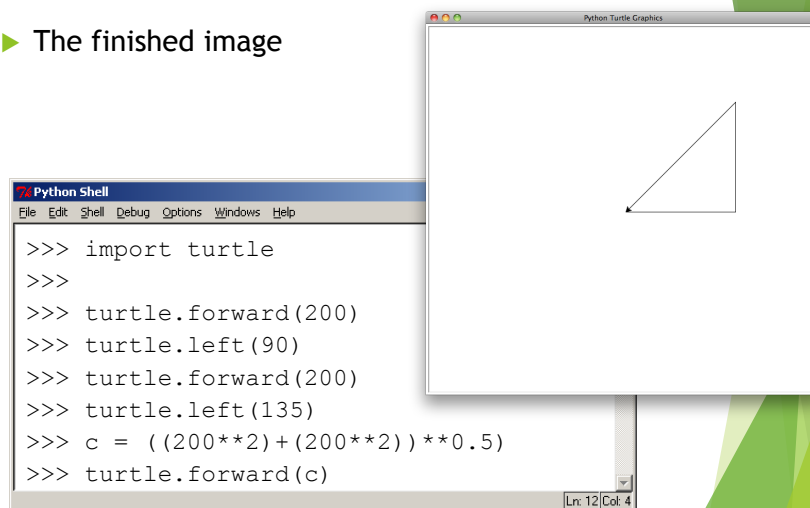 The finished image
Python Turtle Graphics
Python Shell
File Edit Shell Debug Options Windows Help
>>> import turtle
>>>
>>> turtle.forward(200)
>>> turtle.left(90)
>>> turtle.forward(200)
>>> turtle.left(135)
>>> c = ((200**2)+(200**2))**0.5)
>>> turtle.forward(c)
Ln: 12 Col: 4